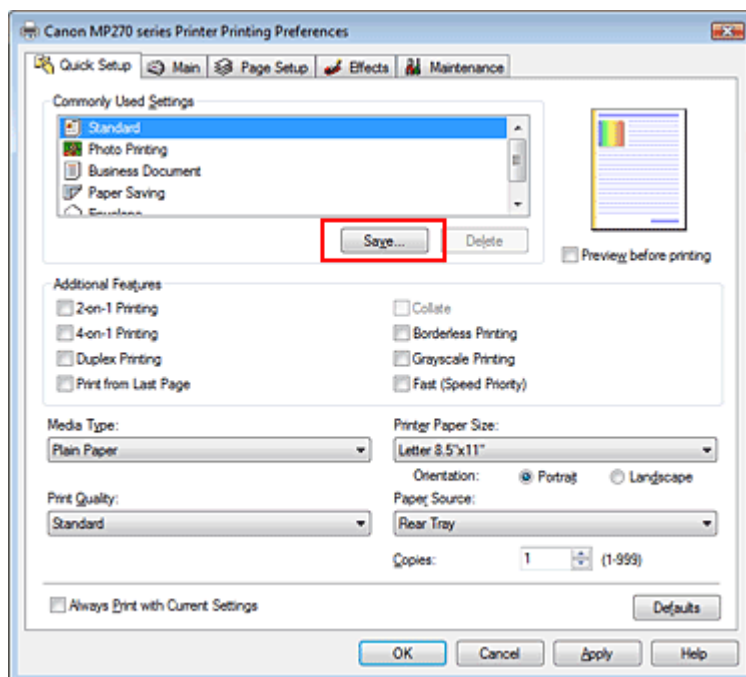 Canon MP270 series Printer Printing Preferences
Quick Setup Main Page Setup Effects Maintenance
Commonly Used Settings
Standard
Photo Printing
Business Document
Paper Saving
Envelope
Save... Delete
Preview before printing
Additional Features
2-on-1 Printing Collate
4-on-1 Printing Borderless Printing
Duplex Printing Grayscale Printing
Print from Last Page Fast (Speed Priority)
Media Type: Printer Paper Size:
Plain Paper Letter 8.5"x11"
Orientation: Portrait Landscape
Print Quality: Paper Source:
Standard Rear Tray
Copies: 1 (1-999)
Always Print with Current Settings Defaults
OK Cancel Apply Help